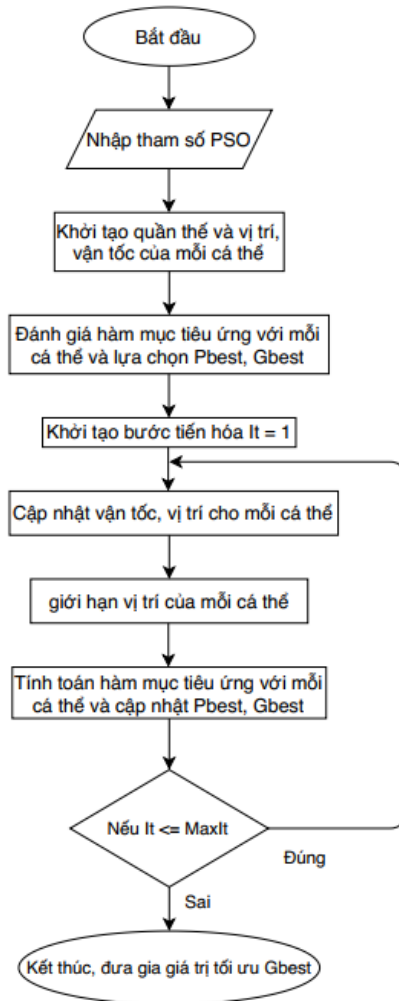 Bắt đầu
Nhập tham số PSO
Khởi tạo quần thế và vị trí,
vận tốc của mỗi cá thể
Đánh giá hàm mục tiêu ứng với mỗi
cá thể và lựa chọn Pbest, Gbest
Khởi tạo bước tiến hóa It = 1
Cập nhật vận tốc, vị trí cho mỗi cá thể
giới hạn vị trí của mỗi cá thể
Tính toán hàm mục tiêu ứng với mỗi
cá thể và cập nhật Pbest, Gbest
Nếu It <= MaxIt
Đúng
Sai
Kết thúc, đưa gia giá trị tối ưu Gbest